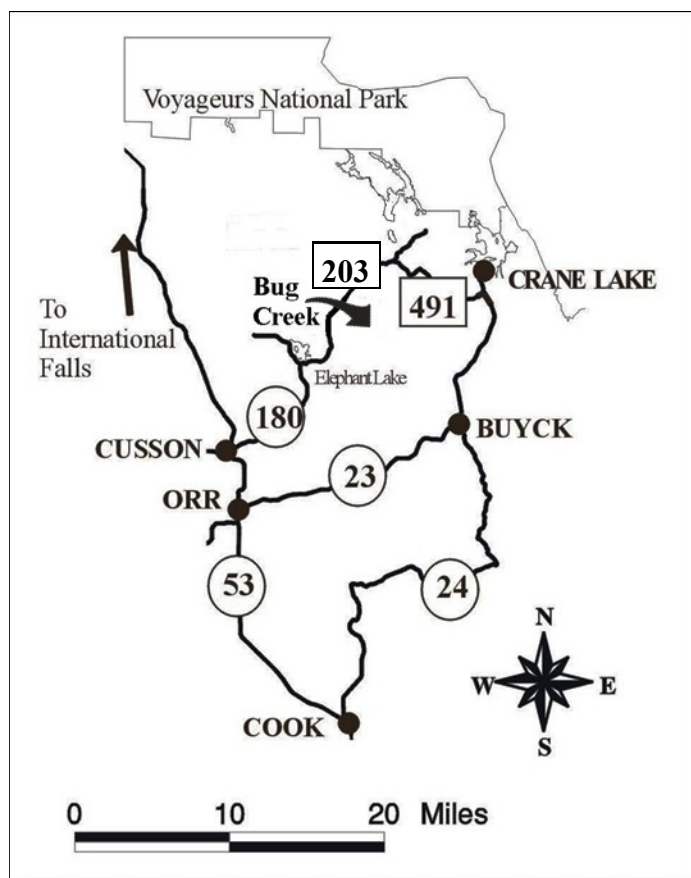 Voyageurs National Park
203
Bug
Creek
491
CRANE LAKE
To
International
Falls
Elephant Lake
180
CUSSON
BUYCK
23
ORR
53
24
N
W
E
S
COOK
0
10
20
Miles